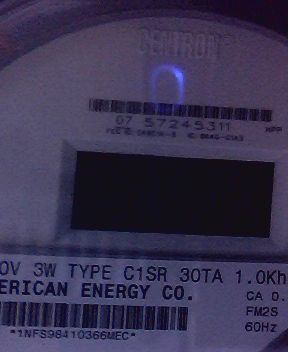 CENTRON
07 57245311
0V 3W TYPE C1SR 30TA 1.0Kh
ERICAN ENERGY CO.
CA 0.
FM2S
60Hz
*1NFS98410366MEC*